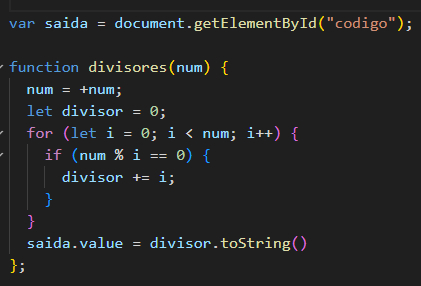 var saida = document.getElementById("codigo");
function divisores(num) {
num = +num;
let divisor = 0;
for (let i = 0; i < num; i++) {
if (num % i == 0) {
divisor += i;
}
}
saida.value = divisor.toString()
};